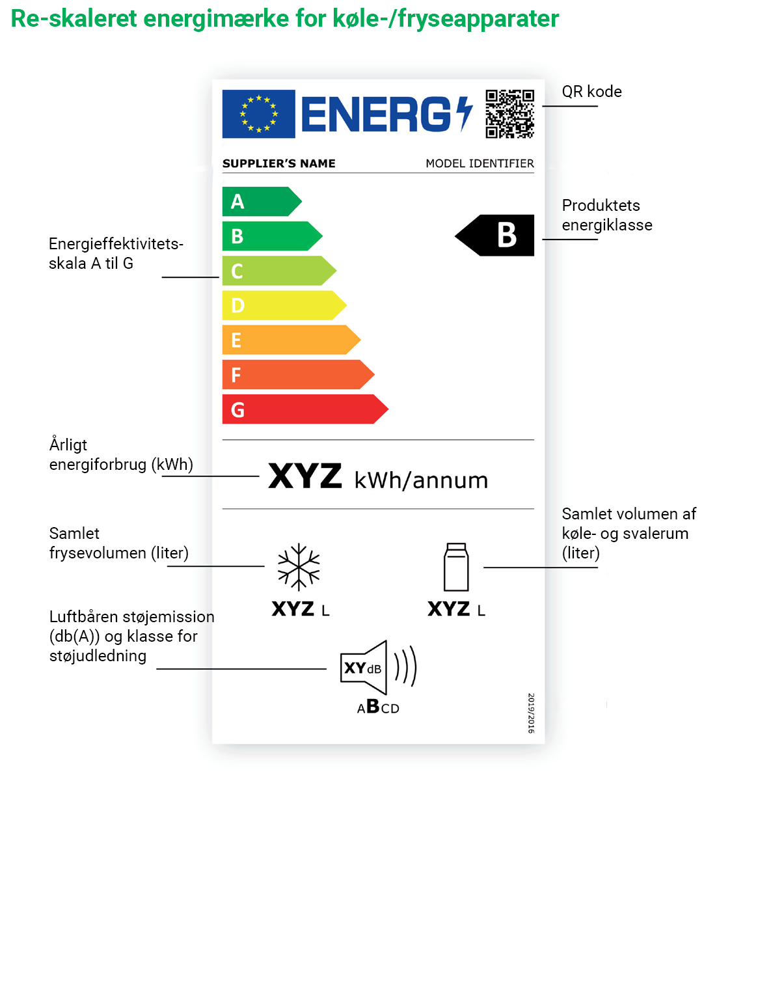 Re-skaleret energimærke for køle-/fryseapparater
QR kode
ENERG
SUPPLIER'S NAME
MODEL IDENTIFIER
A
B
C
D
E
F
G
B
Produktets
energiklasse
Energieffektivitets-
skala A til G
Årligt
energiforbrug (kWh)
XYZ kWh/annum
Samlet
frysevolumen (liter)
XYZ L
Samlet volumen af
køle- og svalerum
(liter)
XYZ L
Luftbåren støjemission
(db(A)) og klasse for
støjudledning
XYdB
ABCD
2019/2016